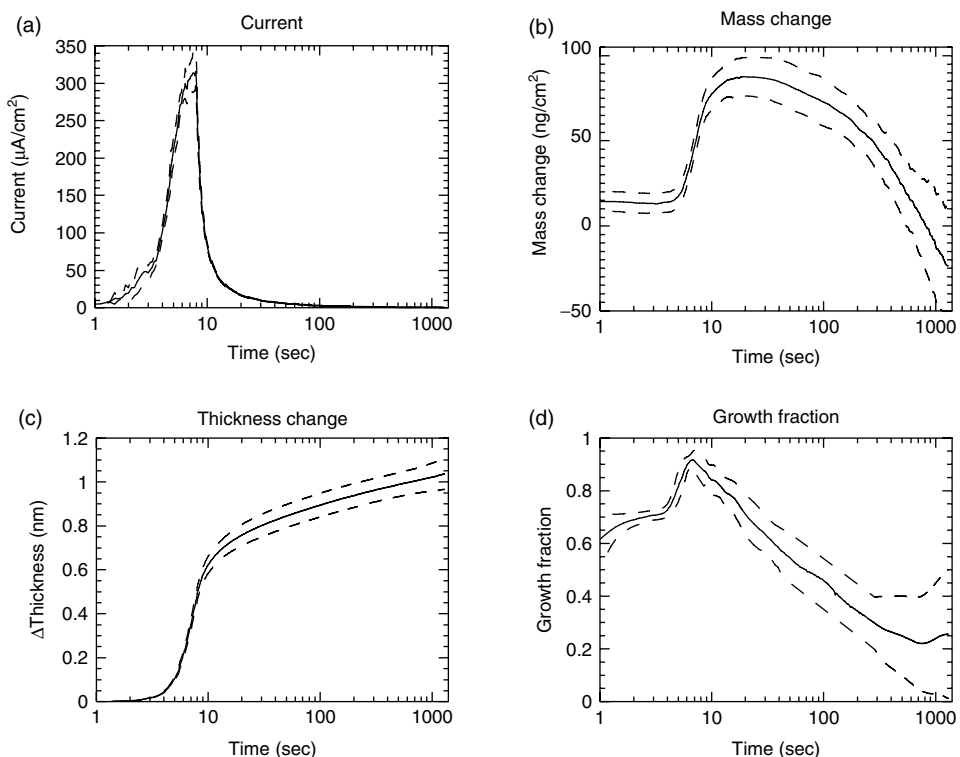 (a)
Current
350
300
250
200
150
100
50
0
Current (μA/cm²)
1 10 100 1000
Time (sec)
(b)
Mass change
100
50
0
−50
Mass change (ng/cm²)
1 10 100 1000
Time (sec)
(c)
Thickness change
1.2
1
0.8
0.6
0.4
0.2
0
ΔThickness (nm)
1 10 100 1000
Time (sec)
(d)
Growth fraction
1
0.8
0.6
0.4
0.2
0
Growth fraction
1 10 100 1000
Time (sec)